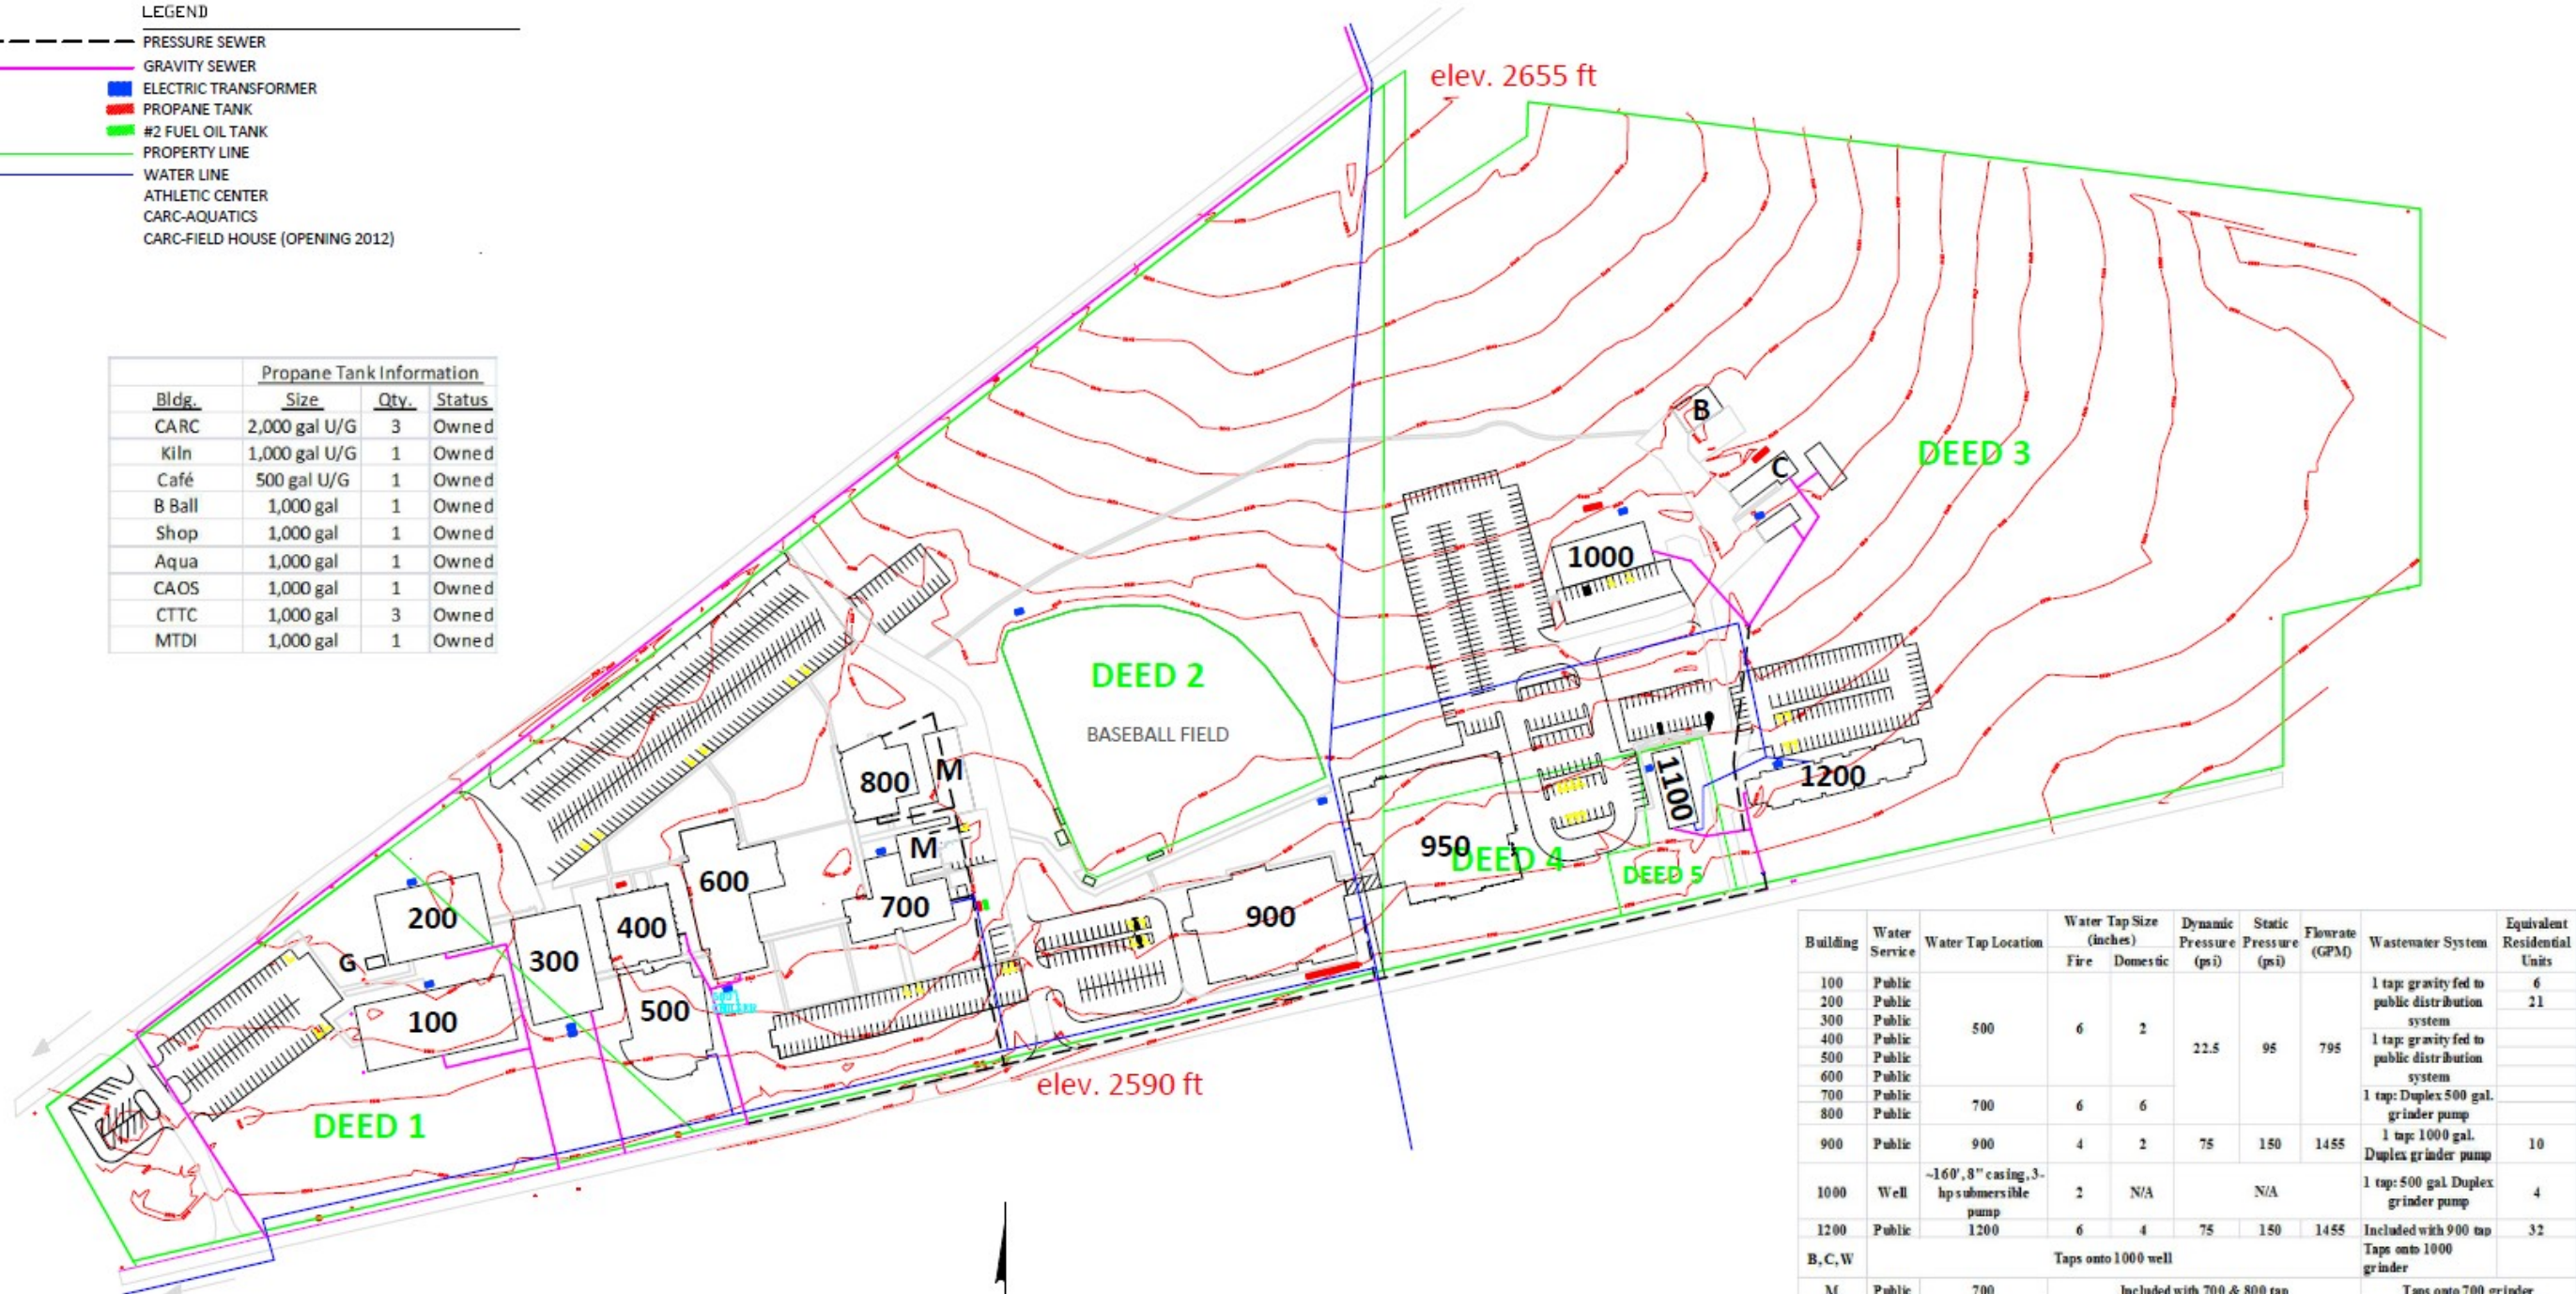 LEGEND
PRESSURE SEWER
GRAVITY SEWER
ELECTRIC TRANSFORMER
PROPANE TANK
#2 FUEL OIL TANK
PROPERTY LINE
WATER LINE
ATHLETIC CENTER
CARC-AQUATICS
CARC-FIELD HOUSE (OPENING 2012)
elev. 2655 ft
Propane Tank Information
Bldg. Size Qty. Status
CARC 2,000 gal U/G 3 Owned
Kiln 1,000 gal U/G 1 Owned
Café 500 gal U/G 1 Owned
B Ball 1,000 gal 1 Owned
Shop 1,000 gal 1 Owned
Aqua 1,000 gal 1 Owned
CAOS 1,000 gal 1 Owned
CTTC 1,000 gal 3 Owned
MTDI 1,000 gal 1 Owned
B
C
DEED 3
1000
DEED 2
BASEBALL FIELD
800
M
1100
1200
M
950
DEED 4
DEED 5
600
700
900
200
400
G
300
500
100
elev. 2590 ft
DEED 1
Building
Water
Service
Water Tap Location
Water Tap Size
(inches)
Fire Domestic
Dynamic
Pressure
(psi)
Static
Pressure
(psi)
Flowrate
(GPM)
Wastewater System
Equivalent
Residential
Units
100 Public
200 Public
300 Public
400 Public
500 Public
600 Public
500 6 2
700 Public
800 Public
700 6 6
22.5 95 795
1 tap: gravity fed to
public distribution
system
1 tap: gravity fed to
public distribution
system
1 tap: Duplex 500 gal.
grinder pump
6
21
900 Public 900 4 2 75 150 1455
1 tap: 1000 gal.
Duplex grinder pump
10
1000 Well
~160', 8" casing, 3-
hp submersible
pump
2 N/A N/A
1 tap: 500 gal. Duplex
grinder pump
4
1200 Public 1200 6 4 75 150 1455 Included with 900 tap 32
B, C, W Taps onto 1000 well
Taps onto 1000
grinder
M Public 700 Included with 700 & 800 tap Taps onto 700 grinder